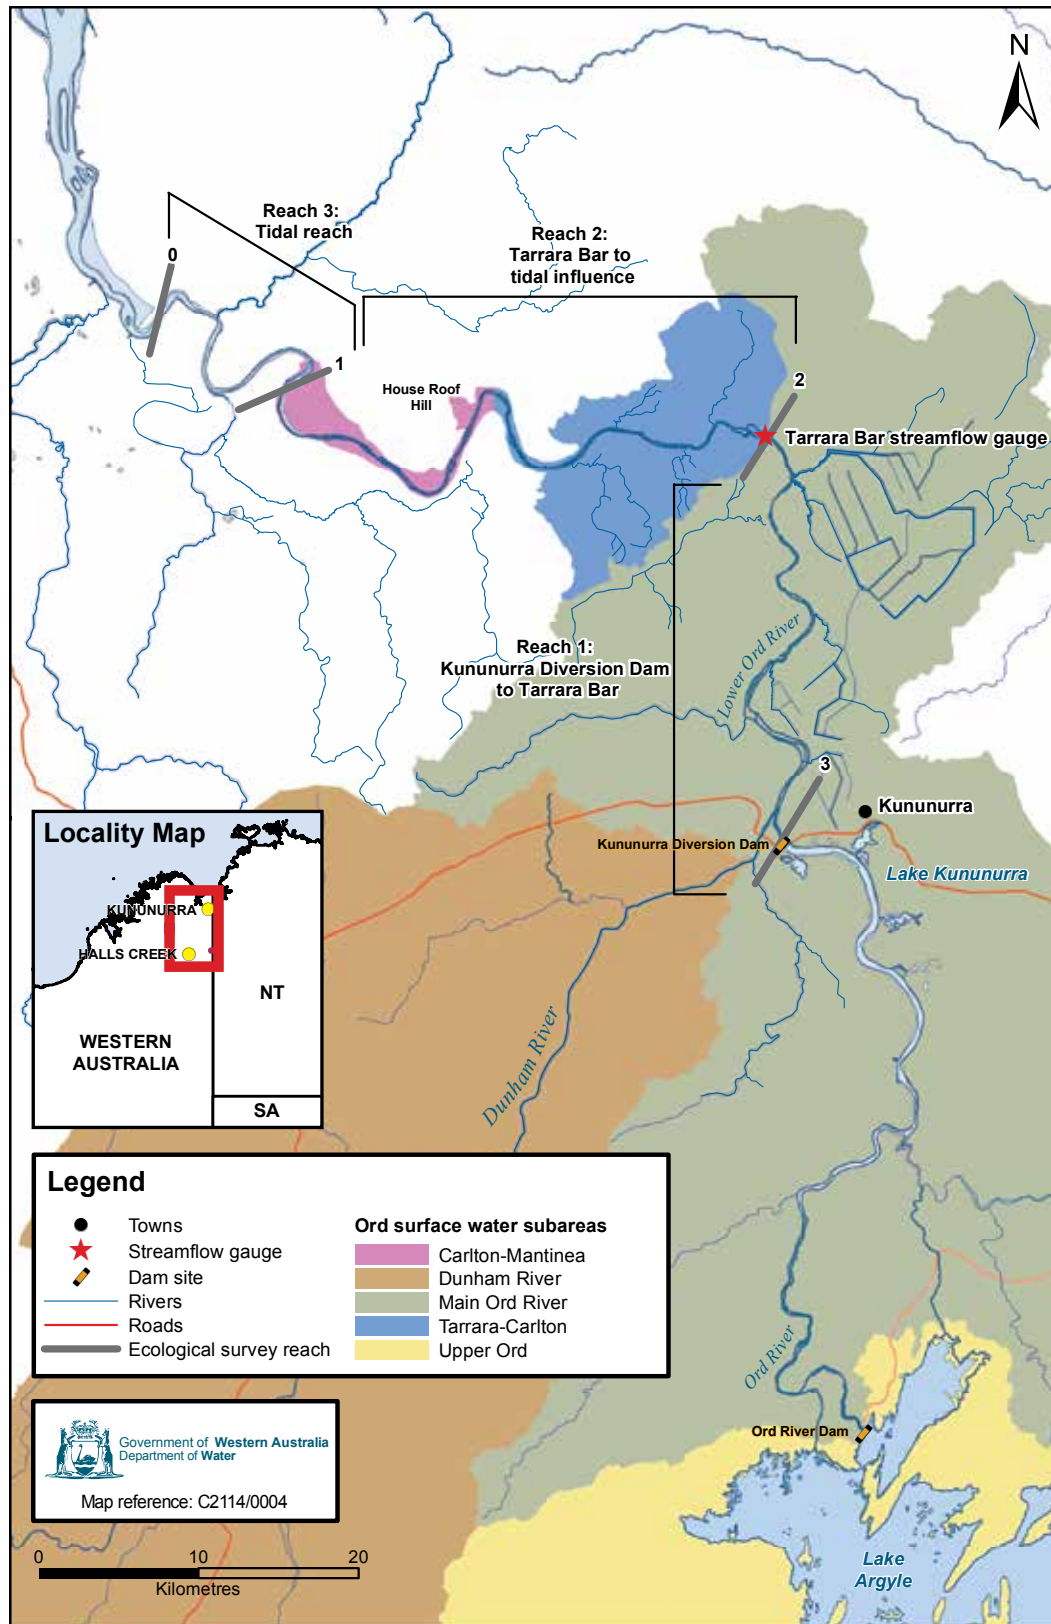 N
Reach 3:
Tidal reach
0
Reach 2:
Tarrara Bar to
tidal influence
1
House Roof
Hill
2
Tarrara Bar streamflow gauge
Lower Ord River
Reach 1:
Kununurra Diversion Dam
to Tarrara Bar
3
Kununurra
Kununurra Diversion Dam
Lake Kununurra
Locality Map
KUNUNURRA
HALLS CREEK
NT
WESTERN
AUSTRALIA
SA
Dunham River
Legend
Towns
Streamflow gauge
Dam site
Rivers
Roads
Ecological survey reach
Ord surface water subareas
Carlton-Mantinea
Dunham River
Main Ord River
Tarrara-Carlton
Upper Ord
Ord River
Ord River Dam
Government of Western Australia
Department of Water
Map reference: C2114/0004
0 10 20
Kilometres
Lake
Argyle